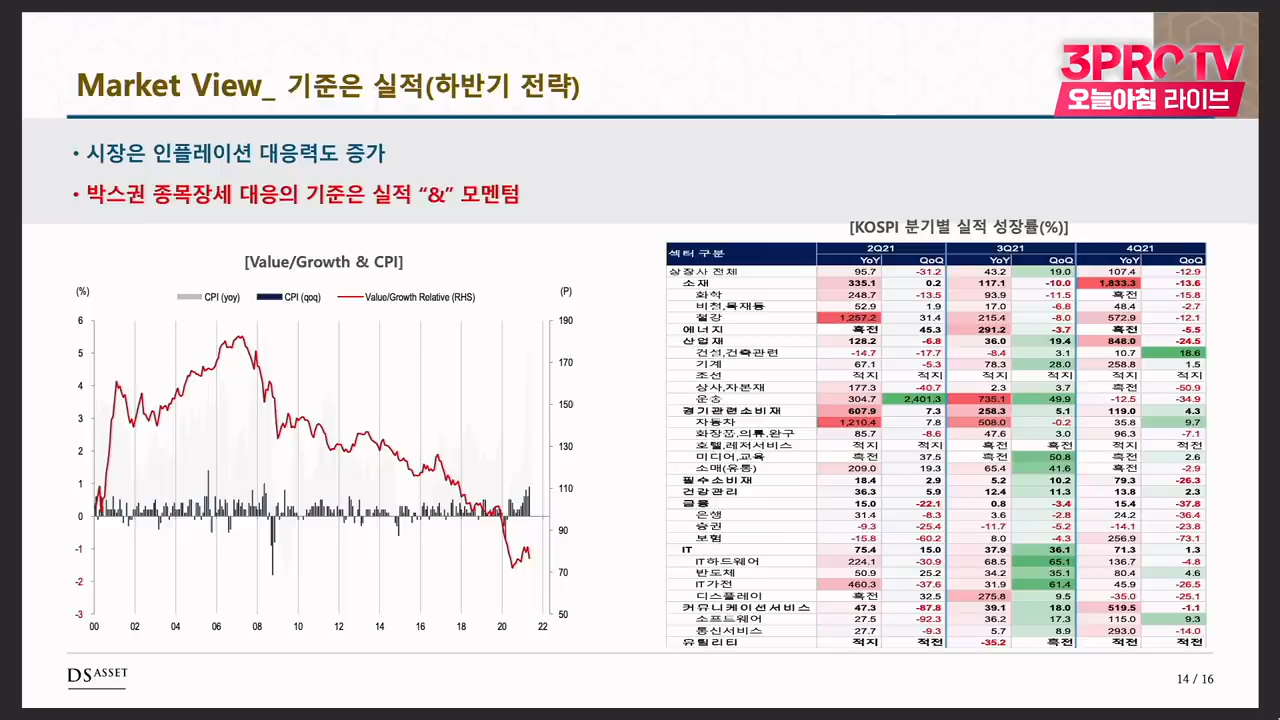 Market View_ 기준은 실적(하반기 전략)
3PROTV
오늘아침 라이브
• 시장은 인플레이션 대응력도 증가
• 박스권 종목장세 대응의 기준은 실적 “&” 모멘텀
[Value/Growth & CPI]
(%) (P)
CPI (yoy) CPI (qoq) Value/Growth Relative (RHS)
6 190
5 170
4 150
3 130
2 110
1 90
0 70
-1 50
-2
-3
00 02 04 06 08 10 12 14 16 18 20 22
[KOSPI 분기별 실적 성장률(%)]
섹터 구분 2Q21 3Q21 4Q21
YoY QoQ YoY QoQ YoY QoQ
상장사 전체 95.7 -31.2 43.2 19.0 107.4 -12.9
소재 335.1 0.2 117.1 -10.0 1,833.3 -13.6
화학 248.7 -13.5 93.9 -11.5 흑전 -15.8
비철,목재등 52.9 1.9 17.0 -6.8 48.4 -2.7
철강 1,257.2 31.4 215.4 -8.0 572.9 -12.1
에너지 흑전 45.3 291.2 -3.7 흑전 -5.5
산업재 128.2 -6.8 36.0 19.4 848.0 -24.5
건설,건축관련 -14.7 -17.7 -8.4 3.1 10.7 18.6
기계 67.1 -5.3 78.3 28.0 258.8 1.5
조선 적지 적지 적지 적지 흑전 적지
상사,자본재 177.3 -40.7 2.3 3.7 흑전 -50.9
운송 304.7 2,401.3 735.1 49.9 -12.5 -34.9
경기관련소비재 607.9 7.3 258.3 5.1 119.0 4.3
자동차 1,210.4 7.8 508.0 -0.2 35.8 9.7
화장품,의류,완구 85.7 -8.6 47.6 3.0 96.3 -7.1
호텔,레저서비스 적지 적지 흑전 흑전 적지 적전
미디어,교육 흑전 37.5 흑전 50.8 흑전 2.6
소매(유통) 209.0 19.3 65.4 41.6 흑전 -2.9
필수소비재 18.4 2.9 5.2 10.2 79.3 -26.3
건강관리 36.3 5.9 12.4 11.3 13.8 2.3
금융 15.0 -22.1 0.8 -3.4 15.4 -37.8
은행 31.4 -8.3 3.6 -2.8 24.2 -36.4
증권 -9.3 -25.4 -11.7 -5.2 -14.1 -23.8
보험 -15.8 -60.2 8.0 -4.3 256.9 -73.1
IT 75.4 15.0 37.9 36.1 71.3 1.3
IT하드웨어 224.1 -30.9 68.5 65.1 136.7 -4.8
반도체 50.9 25.2 34.2 35.1 80.4 4.6
IT가전 460.3 -37.6 31.9 61.4 45.9 -26.5
디스플레이 흑전 32.5 275.8 9.5 -35.0 -25.1
커뮤니케이션서비스 47.3 -87.8 39.1 18.0 519.5 -1.1
소프트웨어 27.5 -92.3 36.2 17.3 115.0 9.3
통신서비스 27.7 -9.3 5.7 8.9 293.0 -14.0
유틸리티 적지 적전 -35.2 흑전 적전 적전
DS ASSET
14 / 16